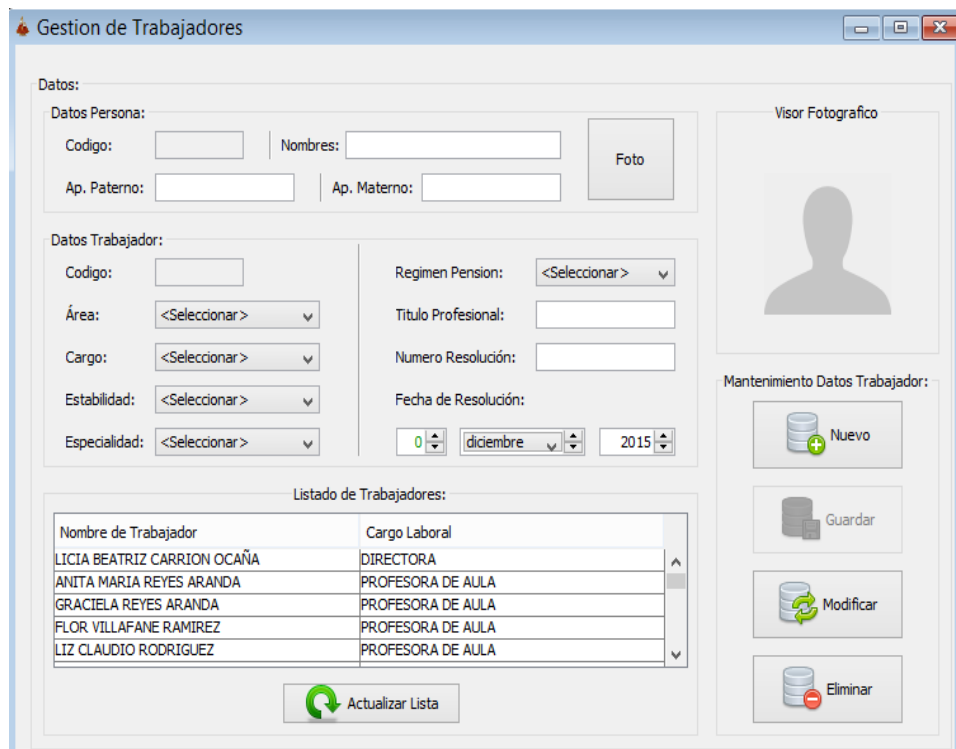 Gestion de Trabajadores
Datos:
Datos Persona:
Codigo:
Nombres:
Foto
Ap. Paterno:
Ap. Materno:
Visor Fotografico
Datos Trabajador:
Codigo:
Regimen Pension: <Seleccionar>
Área: <Seleccionar>
Titulo Profesional:
Cargo: <Seleccionar>
Numero Resolución:
Estabilidad: <Seleccionar>
Fecha de Resolución:
Especialidad: <Seleccionar>
0 diciembre 2015
Mantenimiento Datos Trabajador:
Nuevo
Guardar
Modificar
Eliminar
Listado de Trabajadores:
Nombre de Trabajador Cargo Laboral
LICIA BEATRIZ CARRION OCAÑA DIRECTORA
ANITA MARIA REYES ARANDA PROFESORA DE AULA
GRACIELA REYES ARANDA PROFESORA DE AULA
FLOR VILLAFANE RAMIREZ PROFESORA DE AULA
LIZ CLAUDIO RODRIGUEZ PROFESORA DE AULA
Actualizar Lista